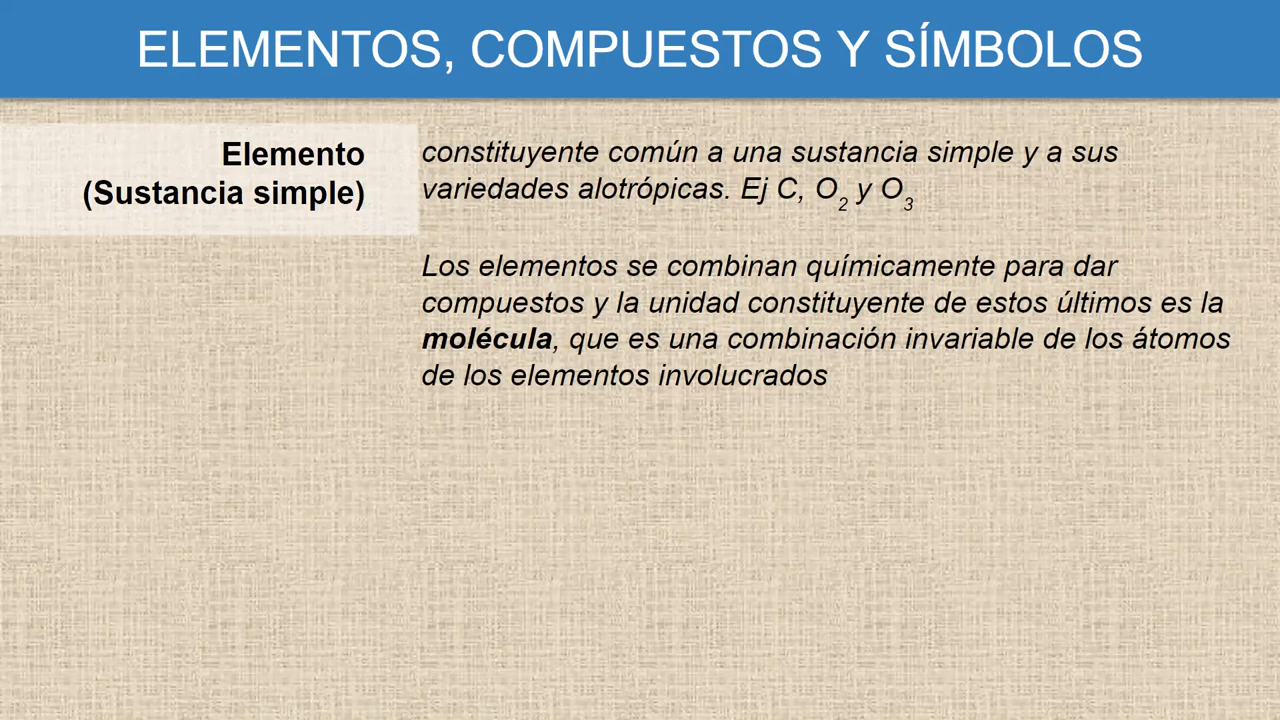 ELEMENTOS, COMPUESTOS Y SÍMBOLOS
Elemento
(Sustancia simple)
constituyente común a una sustancia simple y a sus
variedades alotrópicas. Ej C, O2 y O3
Los elementos se combinan químicamente para dar
compuestos y la unidad constituyente de estos últimos es la
molécula, que es una combinación invariable de los átomos
de los elementos involucrados